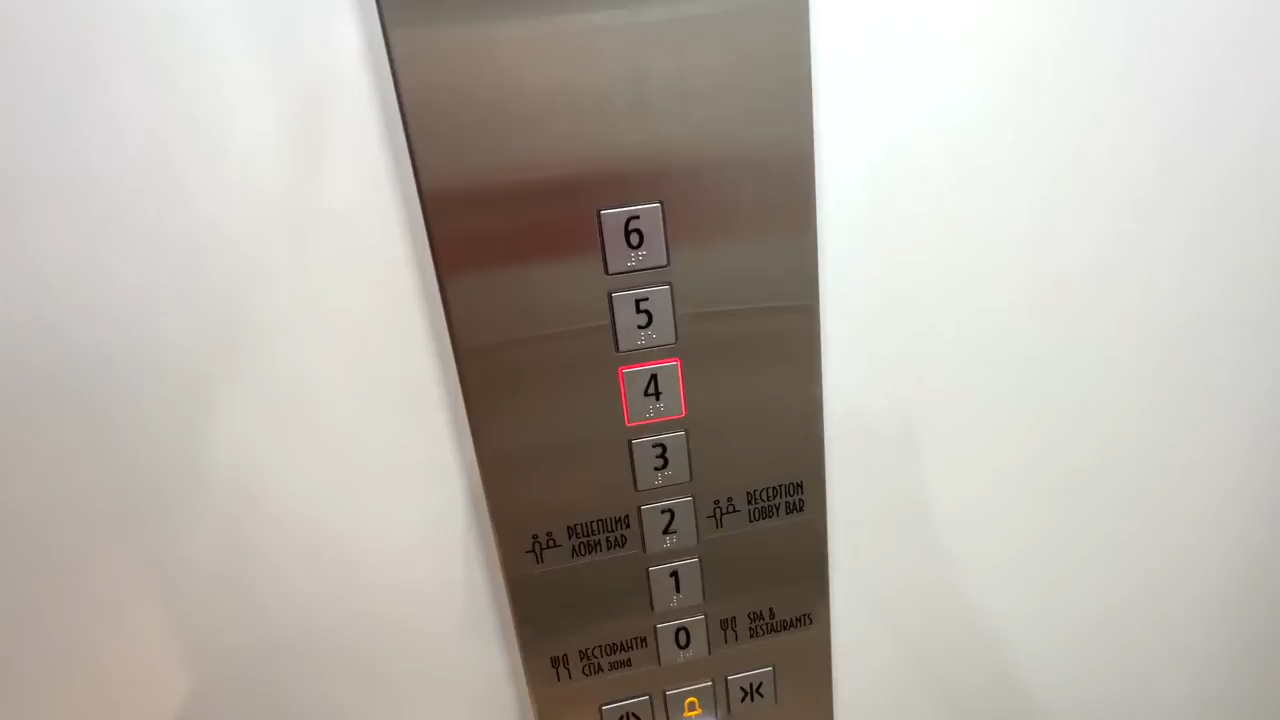 6
5
4
3
РЕЦЕПЦИЯ
ЛОБИ БАР
2
RECEPTION
LOBBY BAR
1
РЕСТОРАНТИ
СПА зона
0
SPA &
RESTAURANTS